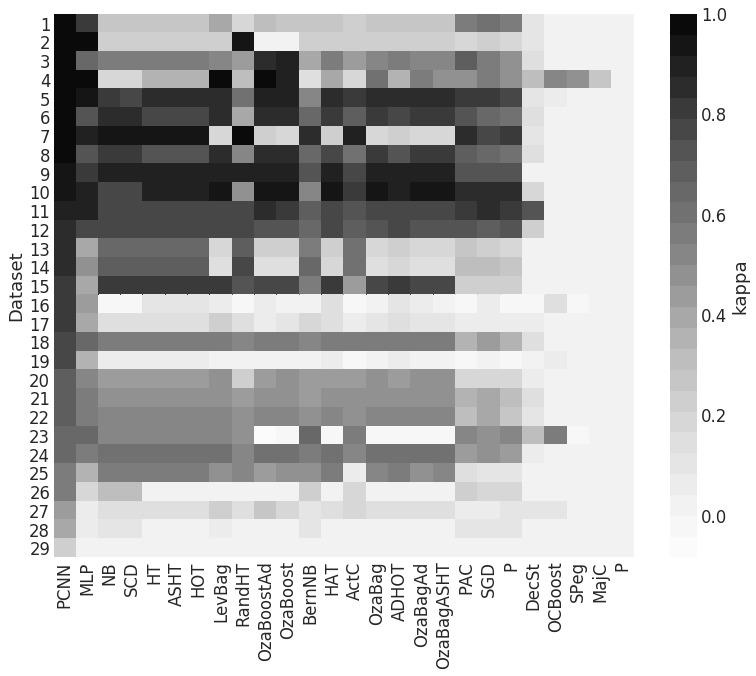 1
2
3
4
5
6
7
8
9
10
11
12
13
14
15
16
17
18
19
20
21
22
23
24
25
26
27
28
29
Dataset
PCNN
MLP
NB
SCD
HT
ASHT
HOT
LevBag
RandHT
OzaBoostAd
OzaBoost
BernNB
HAT
ActC
OzaBag
ADHOT
OzaBagAd
OzaBagASHT
PAC
SGD
P
DecSt
OCBoost
SPeg
MajC
P
1.0
0.8
0.6
0.4
0.2
0.0
kappa